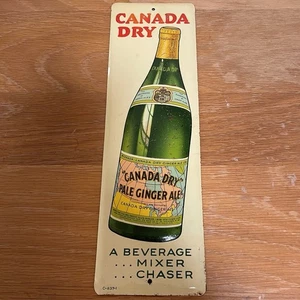 CANADA
DRY
"CANADA DRY"
PALE GINGER ALE
A BEVERAGE
... MIXER
... CHASER